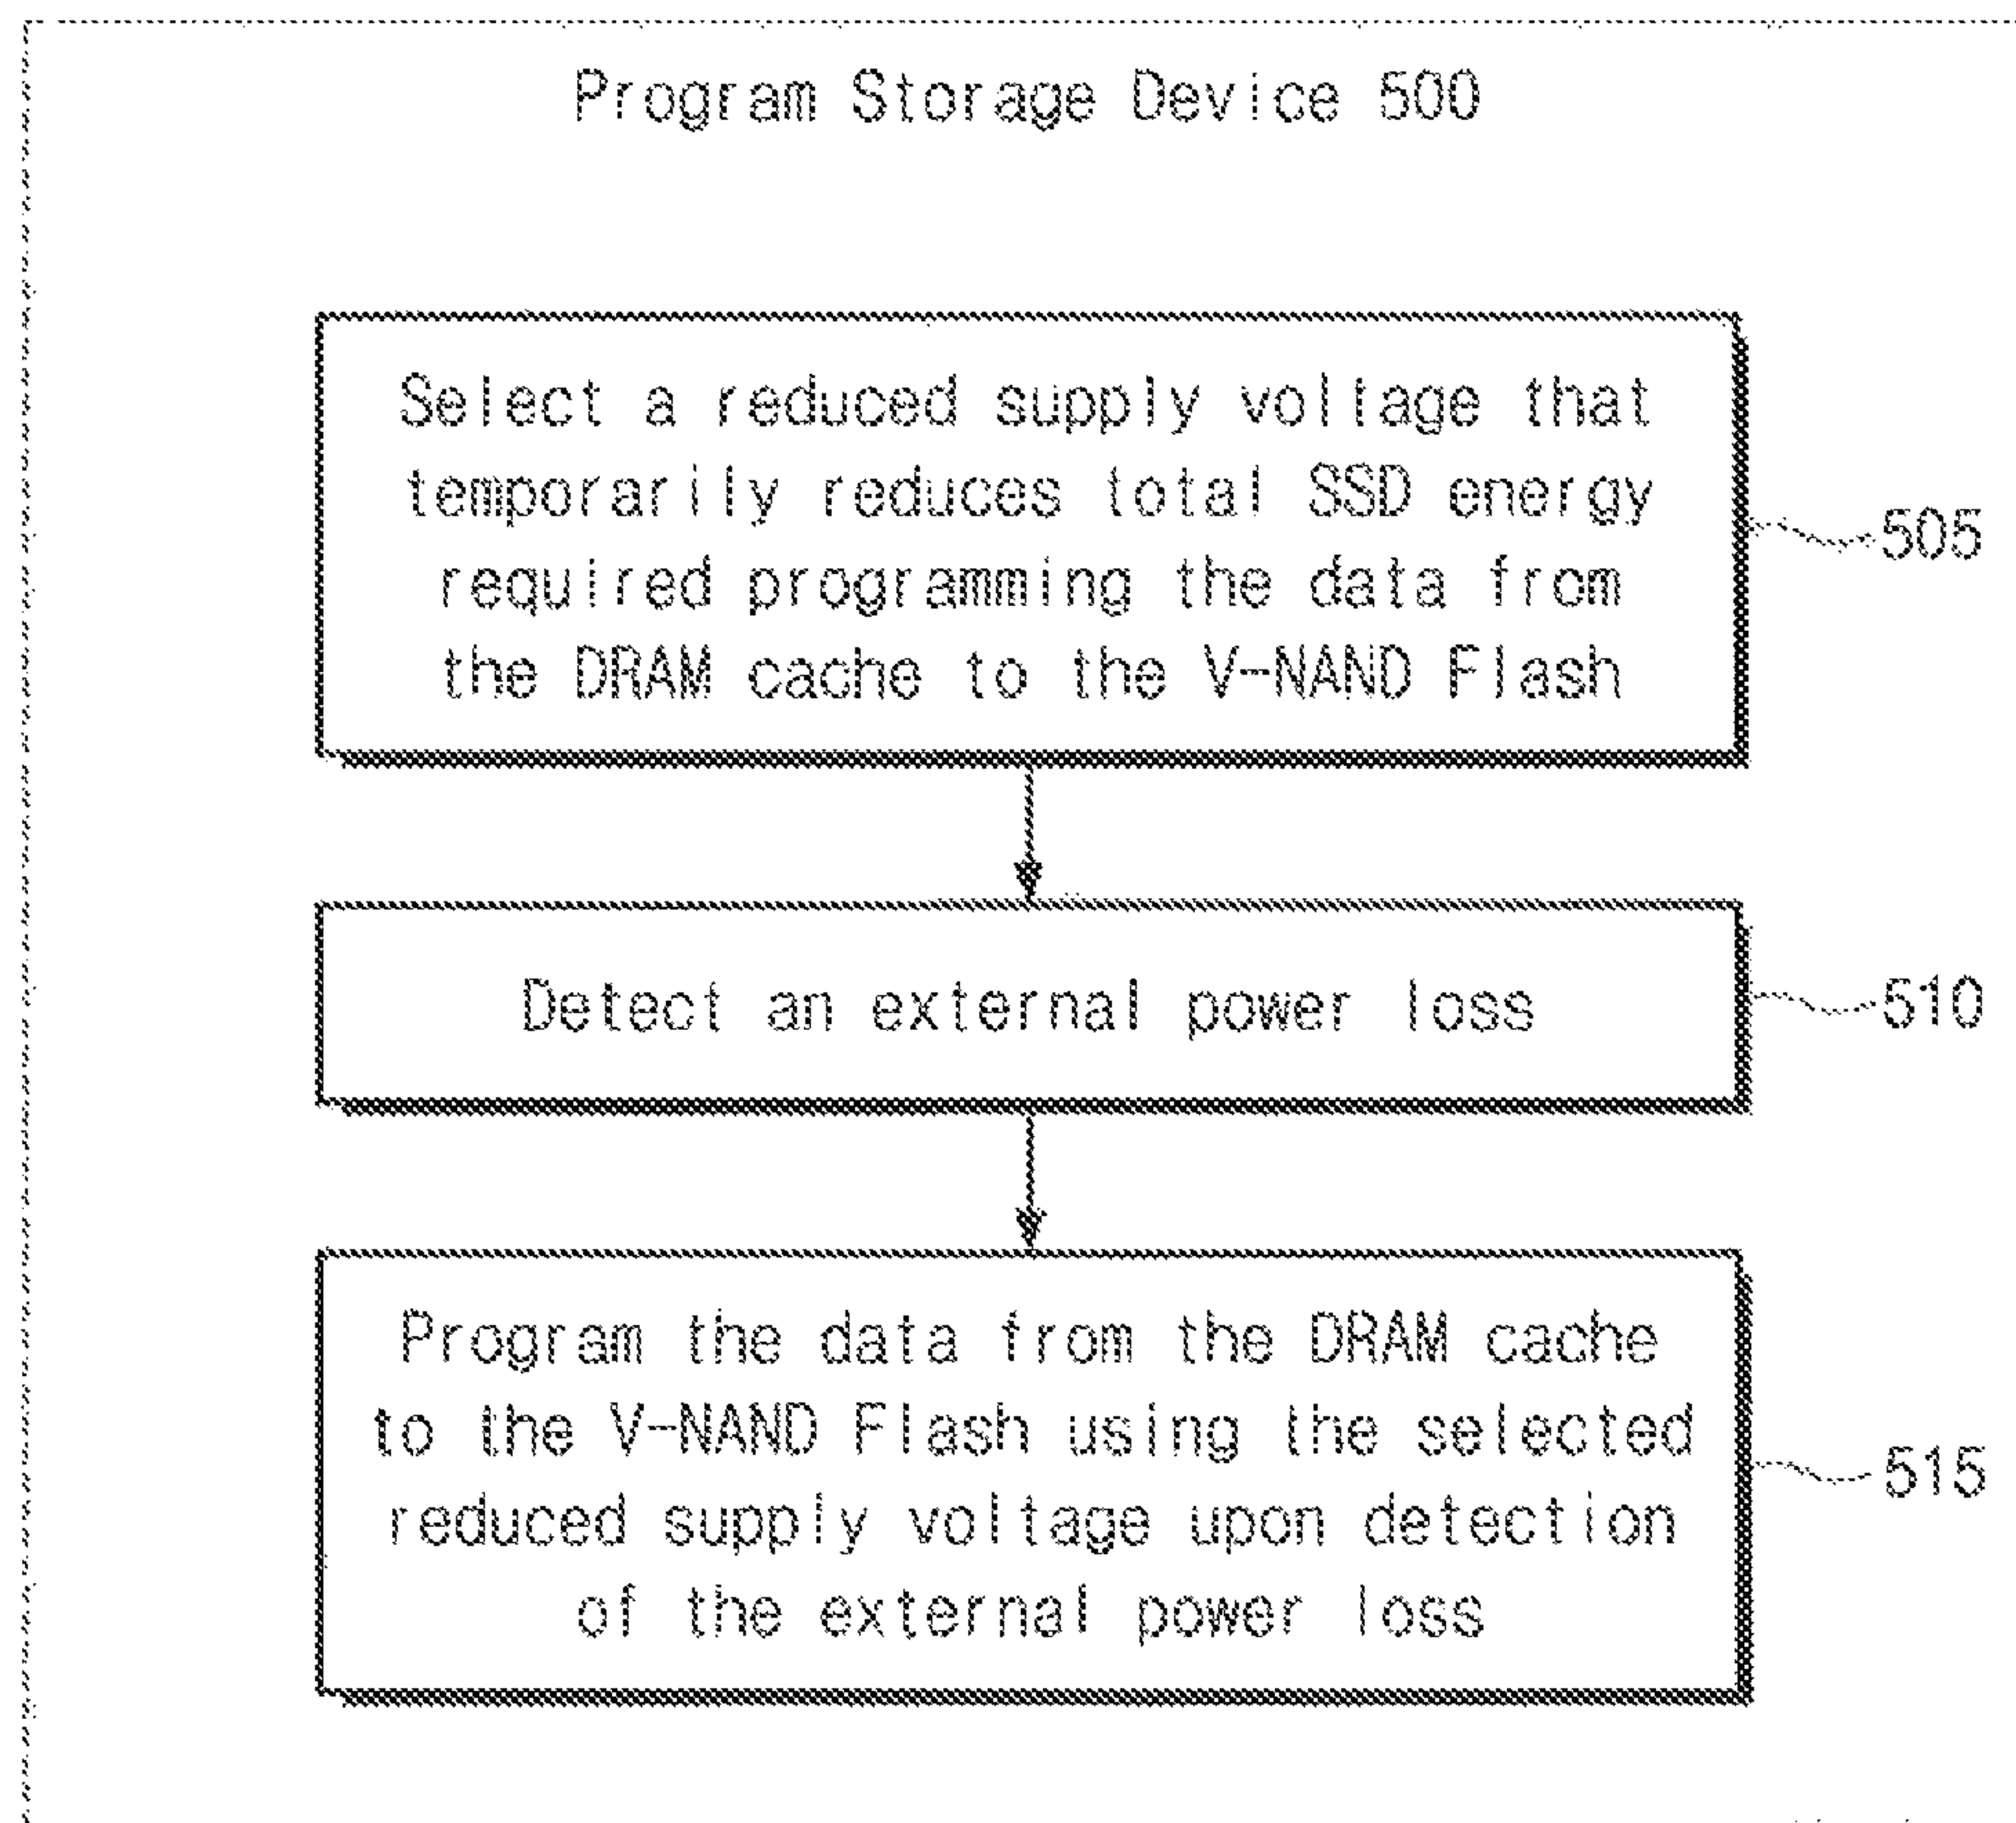 Program Storage Device 500
Select a reduced supply voltage that
temporarily reduces total SSD energy
required programming the data from
the DRAM cache to the V-NAND Flash
505
Detect an external power loss
510
Program the data from the DRAM cache
to the V-NAND Flash using the selected
reduced supply voltage upon detection
of the external power loss
515